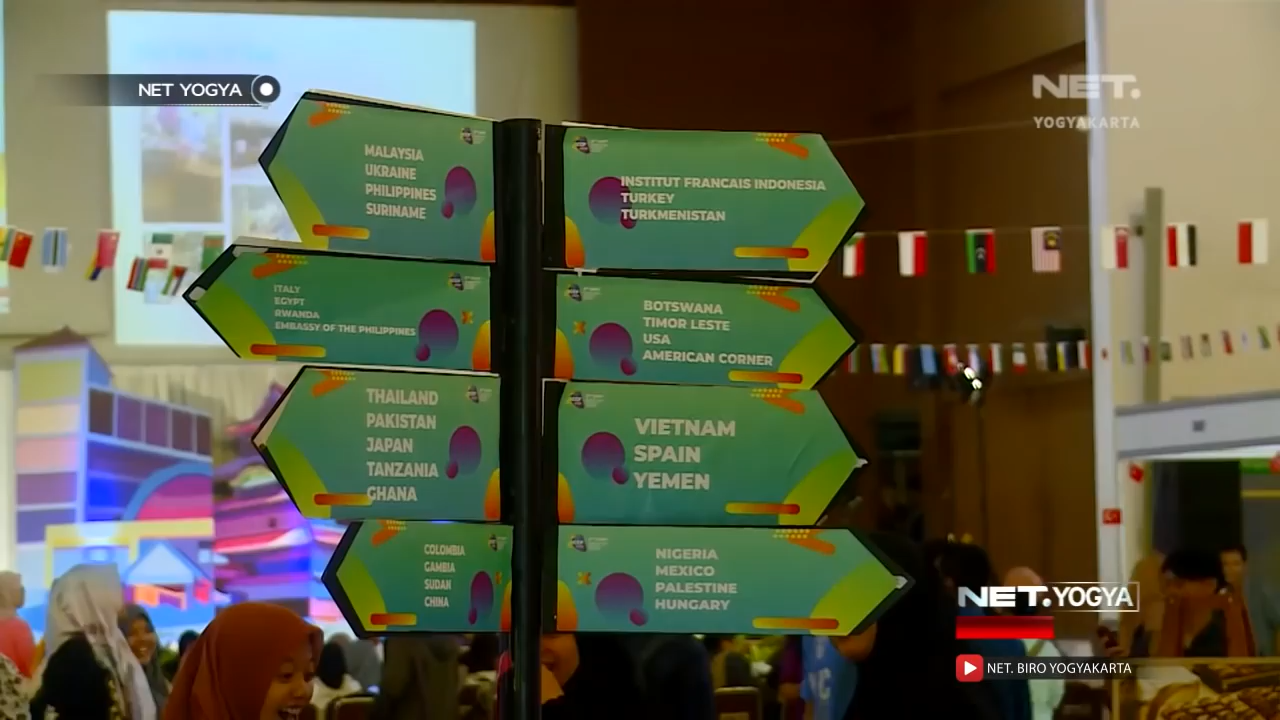 NET YOGYA
NET.
YOGYAKARTA
MALAYSIA
UKRAINE
PHILIPPINES
SURINAME
INSTITUT FRANCAIS INDONESIA
TURKEY
TURKMENISTAN
ITALY
EGYPT
RWANDA
EMBASSY OF THE PHILIPPINES
BOTSWANA
TIMOR LESTE
USA
AMERICAN CORNER
THAILAND
PAKISTAN
JAPAN
TANZANIA
GHANA
VIETNAM
SPAIN
YEMEN
COLOMBIA
GAMBIA
SUDAN
CHINA
NIGERIA
MEXICO
PALESTINE
HUNGARY
NET. YOGYA
NET. BIRO YOGYAKARTA